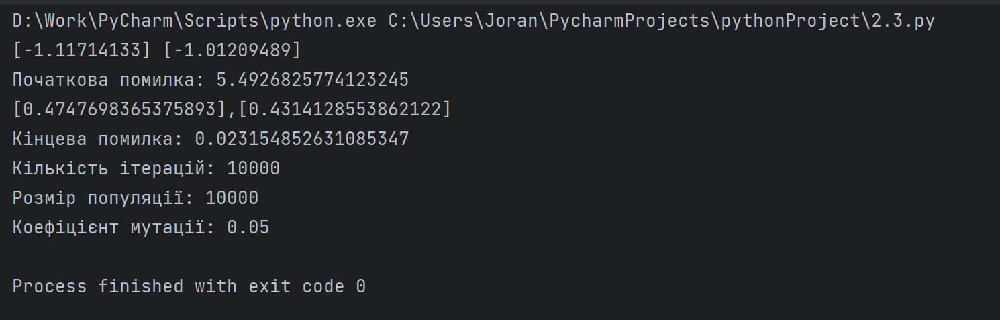 D:\Work\PyCharm\Scripts\python.exe C:\Users\Joran\PycharmProjects\pythonProject\2.3.py
[-1.11714133] [-1.01209489]
Початкова помилка: 5.4926825774123245
[0.4747698365375893],[0.4314128553862122]
Кінцева помилка: 0.023154852631085347
Кількість ітерацій: 10000
Розмір популяції: 10000
Коефіцієнт мутації: 0.05
Process finished with exit code 0